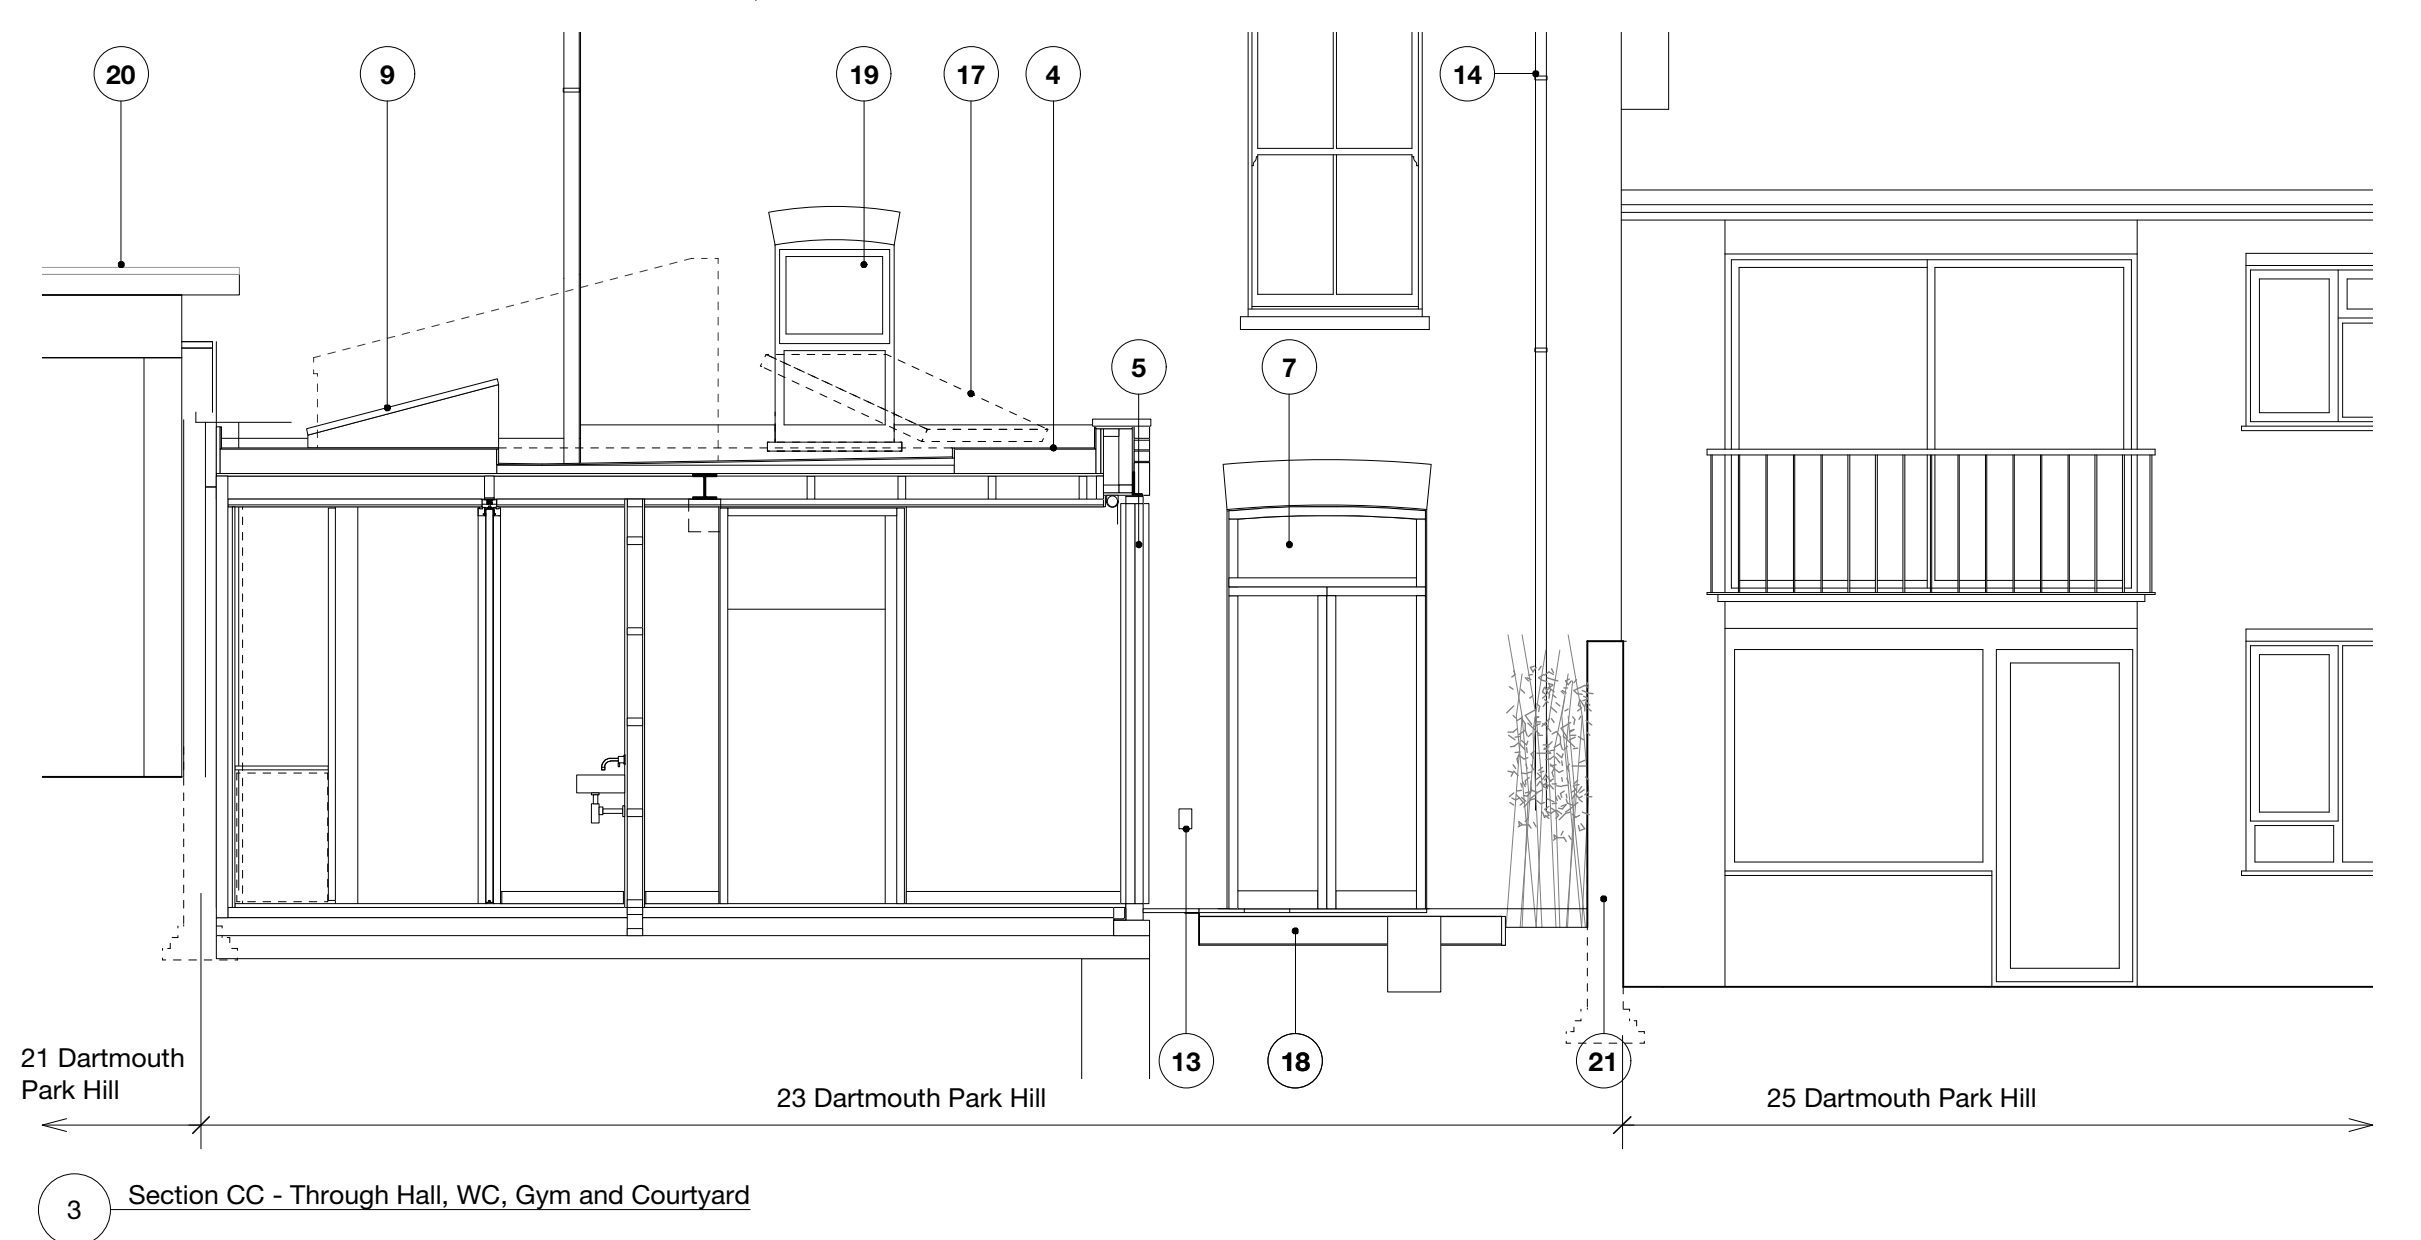 20
9
19
17
4
14
5
7
13
18
21
21 Dartmouth
Park Hill
23 Dartmouth Park Hill
25 Dartmouth Park Hill
3
Section CC - Through Hall, WC, Gym and Courtyard